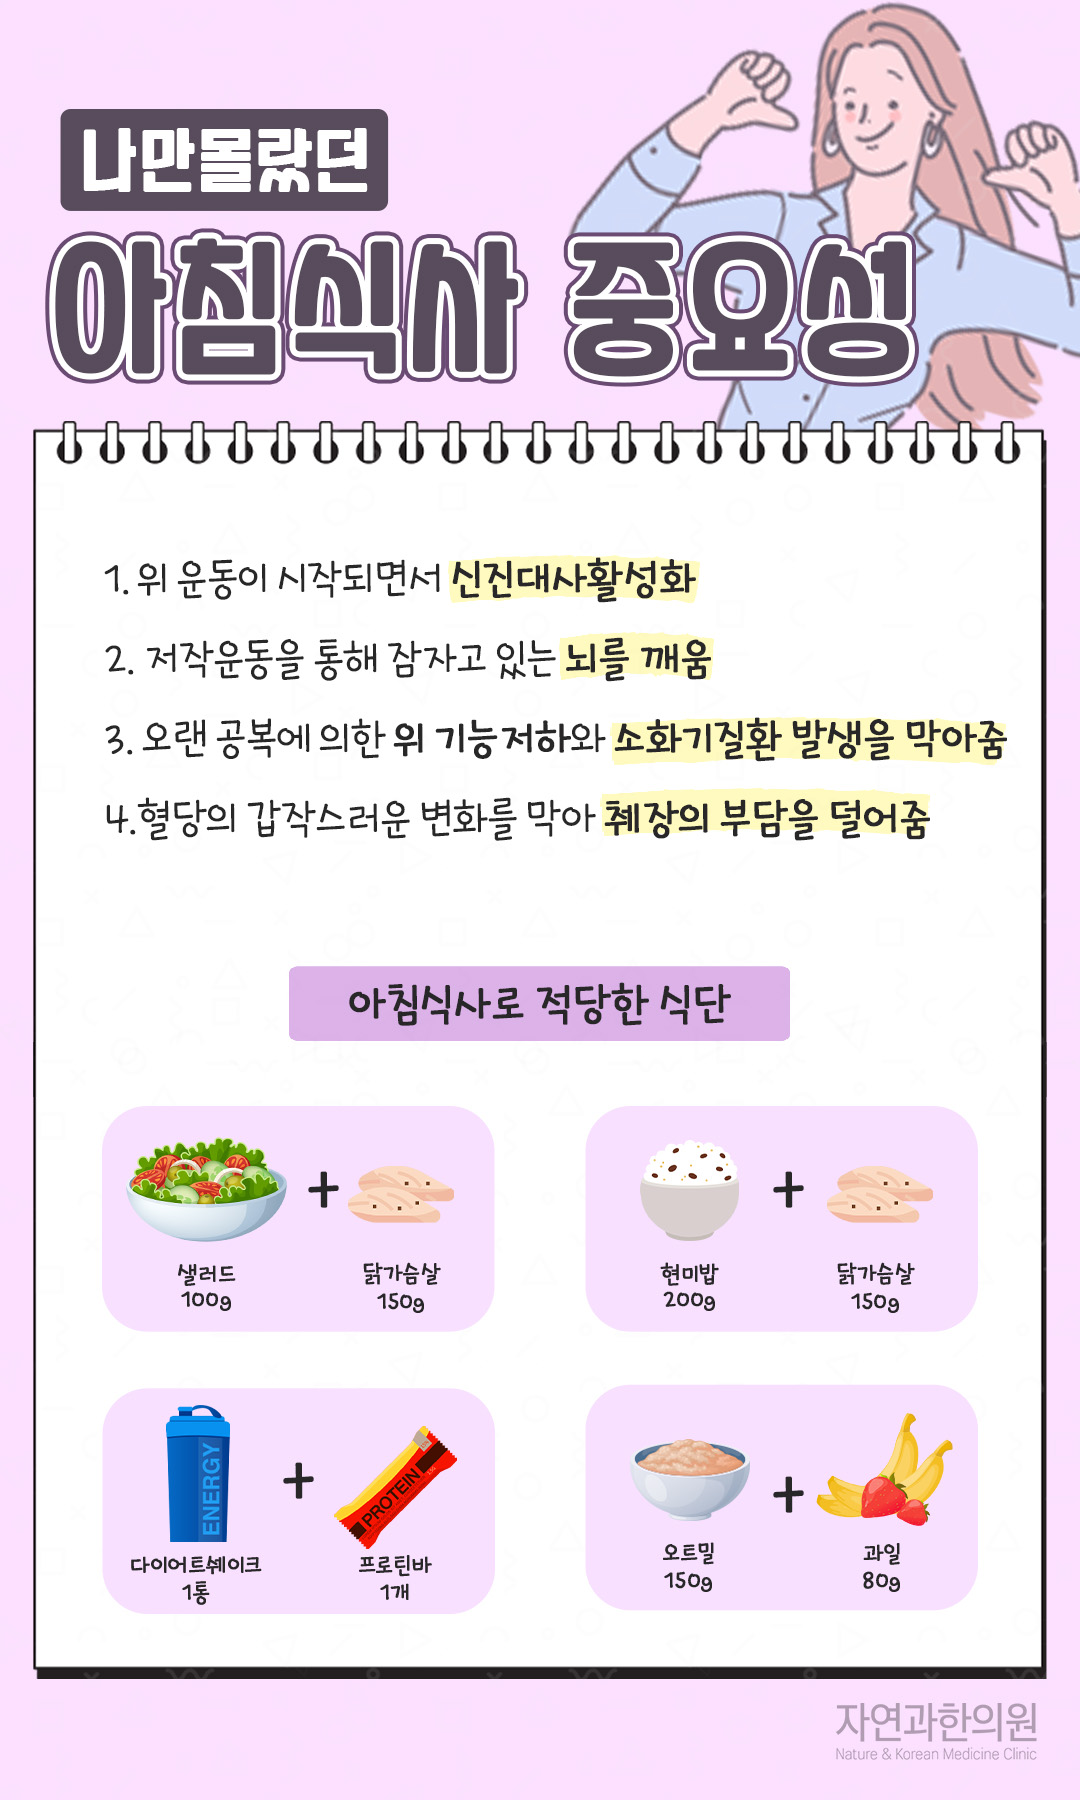 나만몰랐던
아침식사 중요성
1. 위 운동이 시작되면서 신진대사활성화
2. 저작운동을 통해 잠자고 있는 뇌를 깨움
3. 오랜 공복에 의한 위 기능저하와 소화기질환 발생을 막아줌
4.혈당의 갑작스러운 변화를 막아 췌장의 부담을 덜어줌
아침식사로 적당한 식단
샐러드
100g
+
닭가슴살
150g
현미밥
200g
+
닭가슴살
150g
ENERGY
다이어트쉐이크
1통
+
PROTEIN
프로틴바
1개
오트밀
150g
+
과일
80g
자연과한의원
Nature & Korean Medicine Clinic